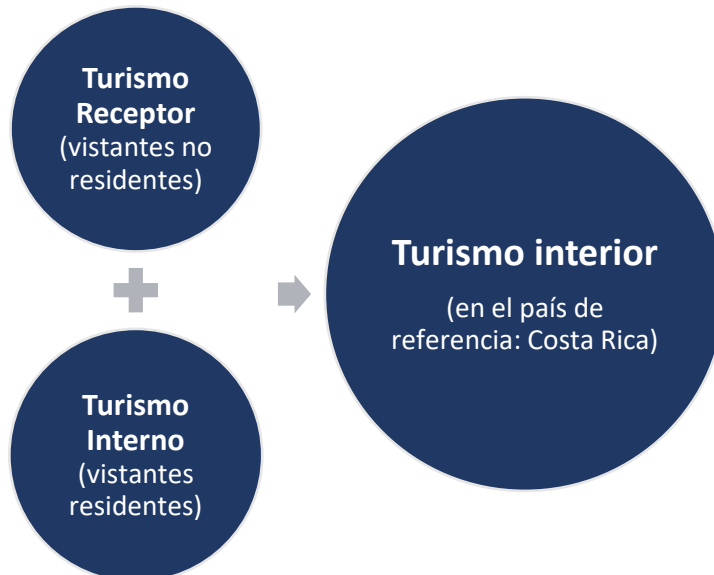 Turismo
Receptor
(vistantes no
residentes)
Turismo
Interno
(vistantes
residentes)
Turismo interior
(en el país de
referencia: Costa Rica)